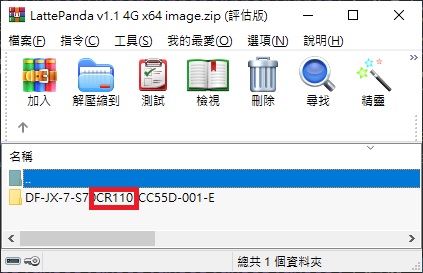 LattePanda v1.1 4G x64 image.zip (評估版)
檔案(F) 指令(C) 工具(S) 我的最愛(O) 選項(N) 說明(H)
加入 解壓縮到 測試 檢視 刪除 尋找 精靈
名稱
..
DF-JX-7-S70CR110-CC55D-001-E
總共 1 個資料夾